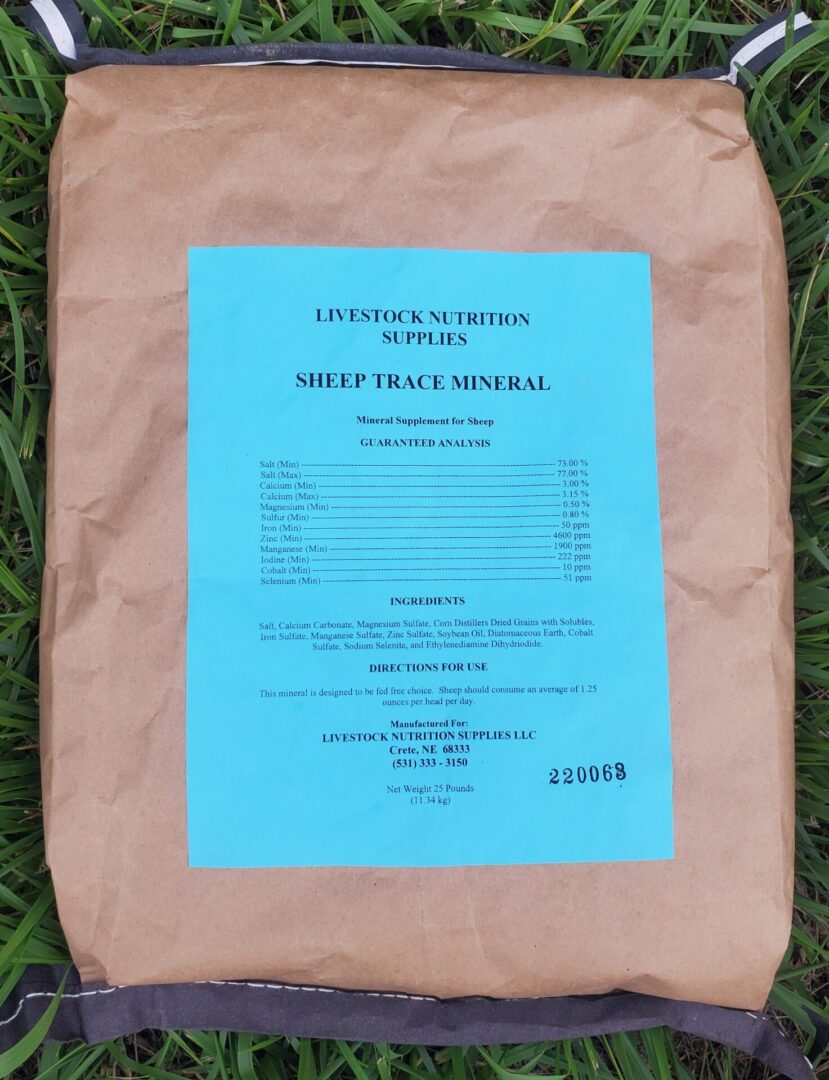 LIVESTOCK NUTRITION
SUPPLIES
SHEEP TRACE MINERAL
Mineral Supplement for Sheep
GUARANTEED ANALYSIS
Salt (Min) ---------- 73.00 %
Salt (Max) ---------- 77.00 %
Calcium (Min) ---------- 3.00 %
Calcium (Max) ---------- 3.15 %
Magnesium (Min) ---------- 0.50 %
Sulfur (Min) ---------- 0.80 %
Iron (Min) ---------- 50 ppm
Zinc (Min) ---------- 4600 ppm
Manganese (Min) ---------- 1900 ppm
Iodine (Min) ---------- 222 ppm
Cobalt (Min) ---------- 10 ppm
Selenium (Min) ---------- 51 ppm
INGREDIENTS
Salt, Calcium Carbonate, Magnesium Sulfate, Corn Distillers Dried Grains with Solubles,
Iron Sulfate, Manganese Sulfate, Zinc Sulfate, Soybean Oil, Diatomaceous Earth, Cobalt
Sulfate, Sodium Selenite, and Ethylenediamine Dihydriodide.
DIRECTIONS FOR USE
This mineral is designed to be fed free choice. Sheep should consume an average of 1.25
ounces per head per day.
Manufactured For:
LIVESTOCK NUTRITION SUPPLIES LLC
Crete, NE 68333
(531) 333 - 3150
220063
Net Weight 25 Pounds
(11.34 kg)